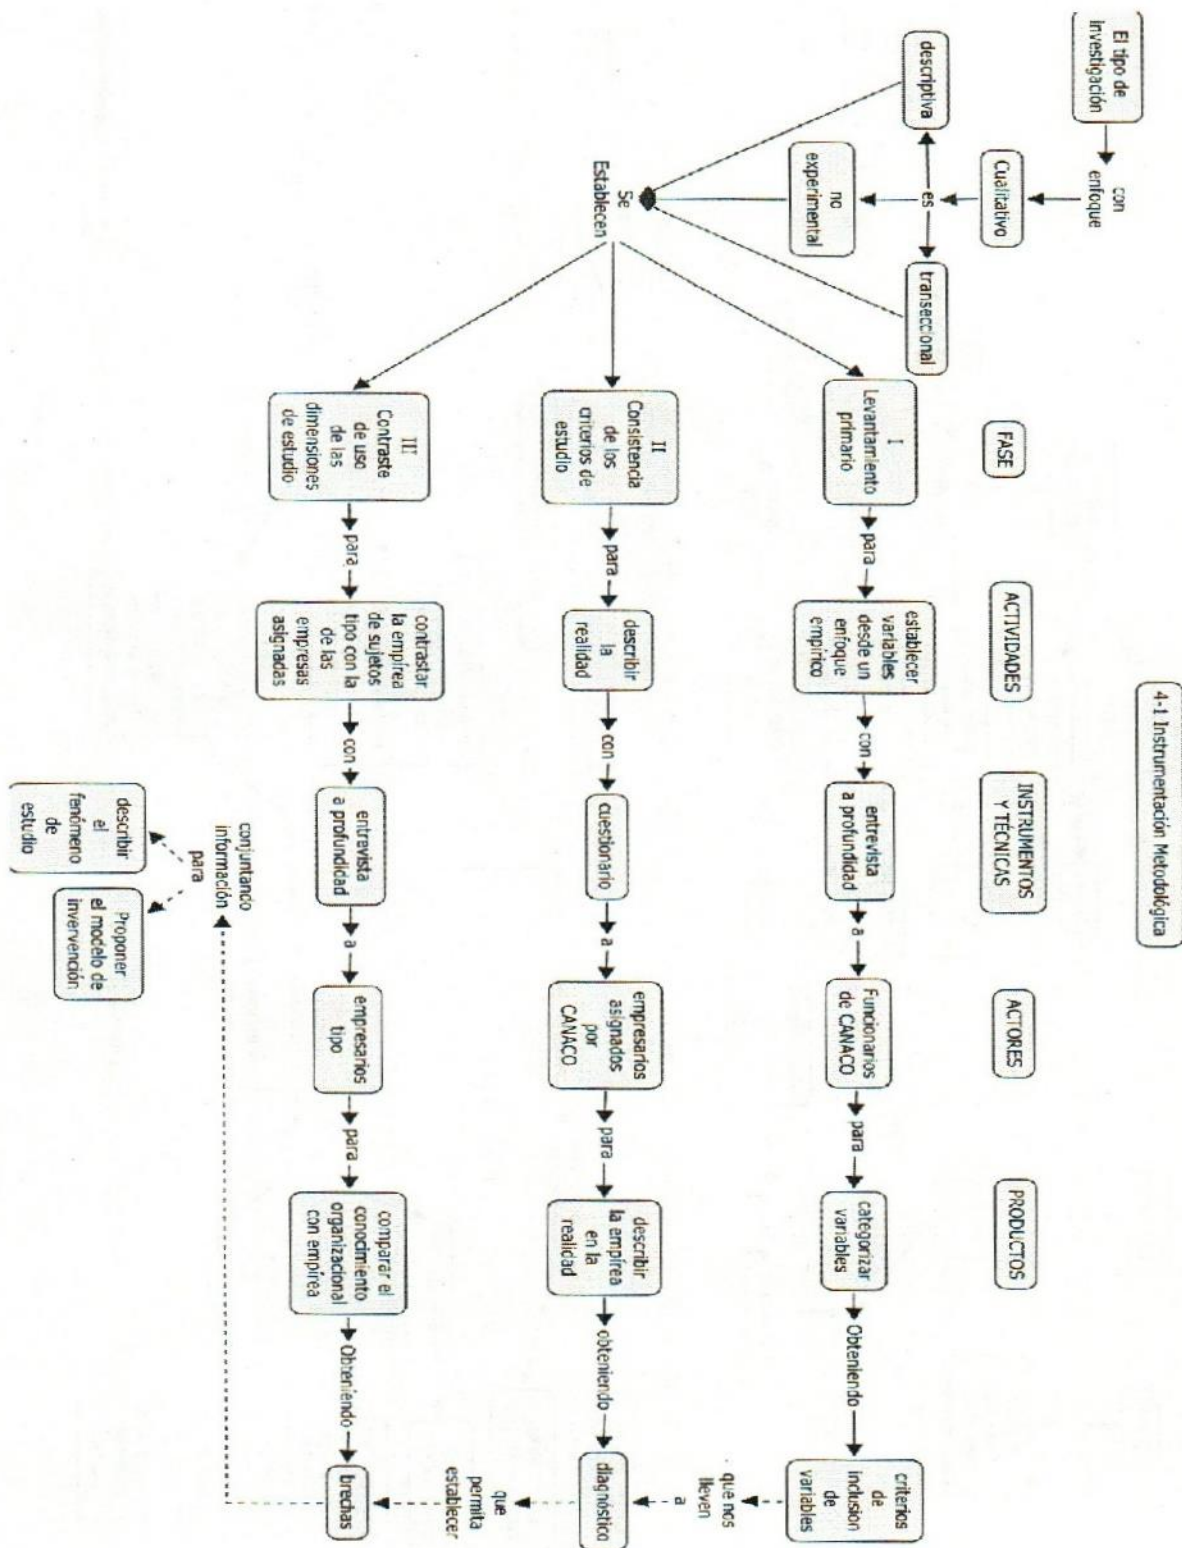 4-1 Instrumentación Metodológica
El tipo de
investigación
con
enfoque
Cualitativo
es
descriptiva
no
experimental
transeccional
Se
Establecen
FASE
ACTIVIDADES
INSTRUMENTOS
Y TÉCNICAS
ACTORES
PRODUCTOS
I
Levantamiento
primario
para
establecer
variables
desde un
enfoque
empírico
con
entrevista
a profundidad
a
Funcionarios
de CANACO
para
categorizar
variables
Obteniendo
criterios
de
inclusion de
variables
que nos
lleven
a
II
Consistencia
de los
criterios de
estudio
para
describir
la
realidad
con
cuestionario
a
empresarios
asignados
por
CANACO
para
describir
la empírea
en la
realidad
obteniendo
diagnóstico
que
permita
establecer
III
Contraste
de uso
de las
dimensiones
de estudio
para
contrastar
la empírea
de sujetos
tipo con la
de las
empresas
asignadas
con
entrevista
a profundidad
a
empresarios
tipo
para
comparar el
conocimiento
organizacional
con empírea
Obteniendo
brechas
conjuntando
información
para
describir
el
fenómeno
de
estudio
Proponer
el modelo de
invervención